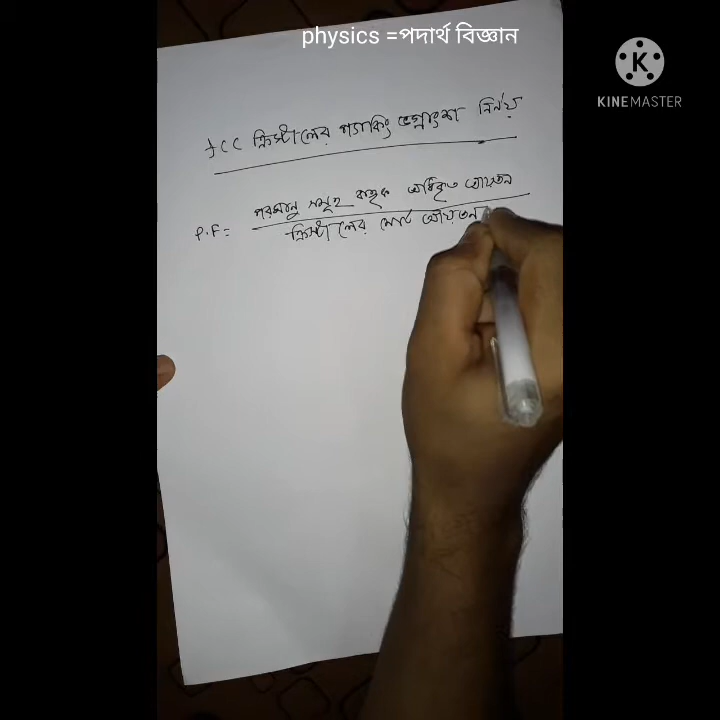 physics =পদার্থ বিজ্ঞান
K
KINEMASTER
fcc ক্রিস্টালের প্যাকিং ভগ্নাংশ নির্ণয়
পরমানু সমূহ কর্তৃক অধিকৃত আয়তন
P.F =
ক্রিস্টালের মোট আয়তন